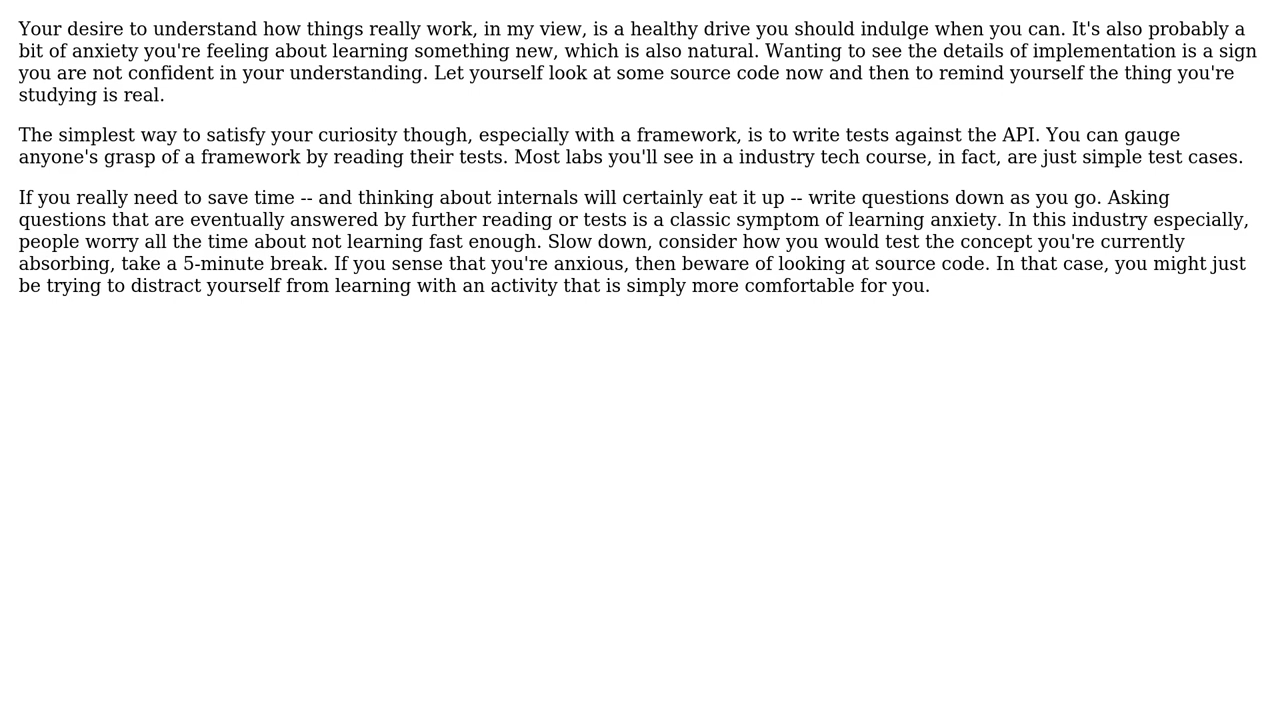 Your desire to understand how things really work, in my view, is a healthy drive you should indulge when you can. It's also probably a
bit of anxiety you're feeling about learning something new, which is also natural. Wanting to see the details of implementation is a sign
you are not confident in your understanding. Let yourself look at some source code now and then to remind yourself the thing you're
studying is real.
The simplest way to satisfy your curiosity though, especially with a framework, is to write tests against the API. You can gauge
anyone's grasp of a framework by reading their tests. Most labs you'll see in a industry tech course, in fact, are just simple test cases.
If you really need to save time -- and thinking about internals will certainly eat it up -- write questions down as you go. Asking
questions that are eventually answered by further reading or tests is a classic symptom of learning anxiety. In this industry especially,
people worry all the time about not learning fast enough. Slow down, consider how you would test the concept you're currently
absorbing, take a 5-minute break. If you sense that you're anxious, then beware of looking at source code. In that case, you might just
be trying to distract yourself from learning with an activity that is simply more comfortable for you.